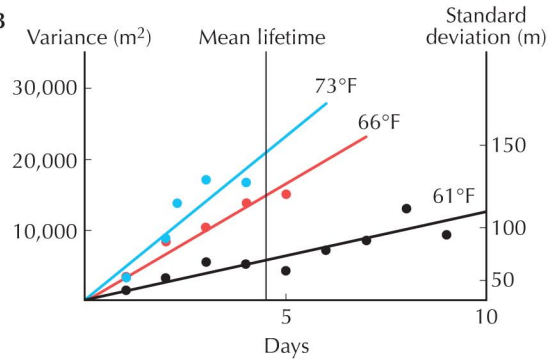 B
Variance (m²)
Mean lifetime
Standard
deviation (m)
73°F
66°F
61°F
30,000
20,000
10,000
150
100
50
5
10
Days